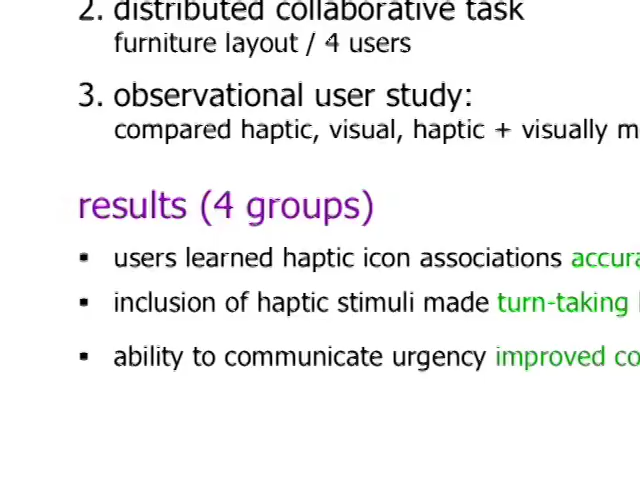 2. distributed collaborative task
furniture layout / 4 users
3. observational user study:
compared haptic, visual, haptic + visually
results (4 groups)
▪ users learned haptic icon associations
▪ inclusion of haptic stimuli made turn-taking
▪ ability to communicate urgency improved